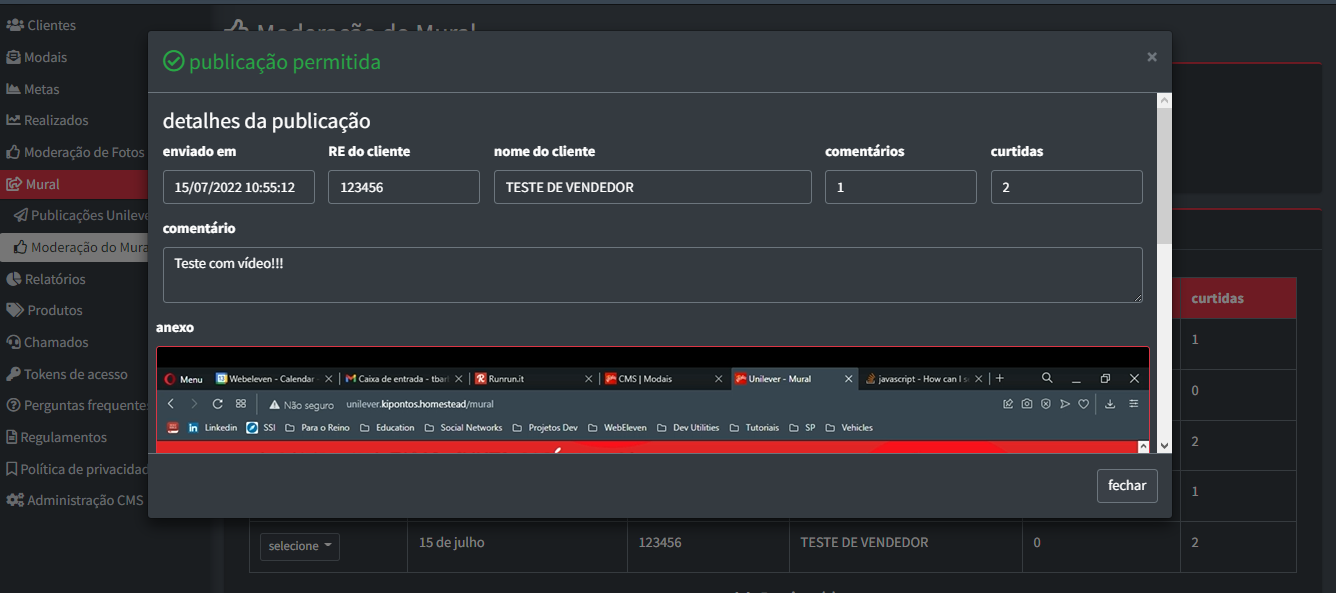 Clientes
Modais
Metas
Realizados
Moderação de Fotos
Mural
Publicações Unileve
Moderação do Mura
Relatórios
Produtos
Chamados
Tokens de acesso
Perguntas frequentes
Regulamentos
Política de privacidad
Administração CMS
Moderação do Mural
publicação permitida
×
detalhes da publicação
enviado em RE do cliente nome do cliente comentários curtidas
15/07/2022 10:55:12 123456 TESTE DE VENDEDOR 1 2
comentário
Teste com vídeo!!!
anexo
Menu Webeleven - Calendar - Caixa de entrada - tbar Runrun.it CMS | Modais Unilever - Mural javascript - How can I s
Não seguro unilever.kipontos.homestead/mural
Linkedin SSI Para o Reino Education Social Networks Projetos Dev WebEleven Dev Utilities Tutoriais SP Vehicles
fechar
curtidas
1
0
2
1
selecione 15 de julho 123456 TESTE DE VENDEDOR 0 2